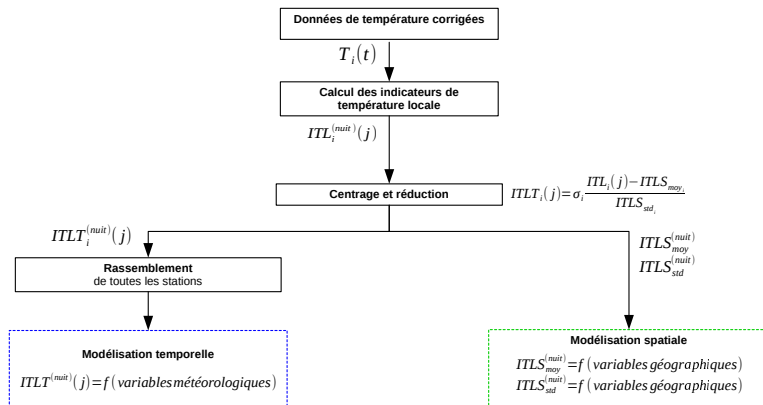 Données de température corrigées
T_i(t)
Calcul des indicateurs de
température locale
ITL_i^(nuit)(j)
Centrage et réduction
ITLT_i(j)=σ_i (ITL_i(j)−ITLS_moy_i)/(ITLS_std_i)
ITLT_i^(nuit)(j)
ITLS_moy^(nuit)
ITLS_std^(nuit)
Rassemblement
de toutes les stations
Modélisation temporelle
ITLT^(nuit)(j)=f(variables météorologiques)
Modélisation spatiale
ITLS_moy^(nuit)=f(variables géographiques)
ITLS_std^(nuit)=f(variables géographiques)